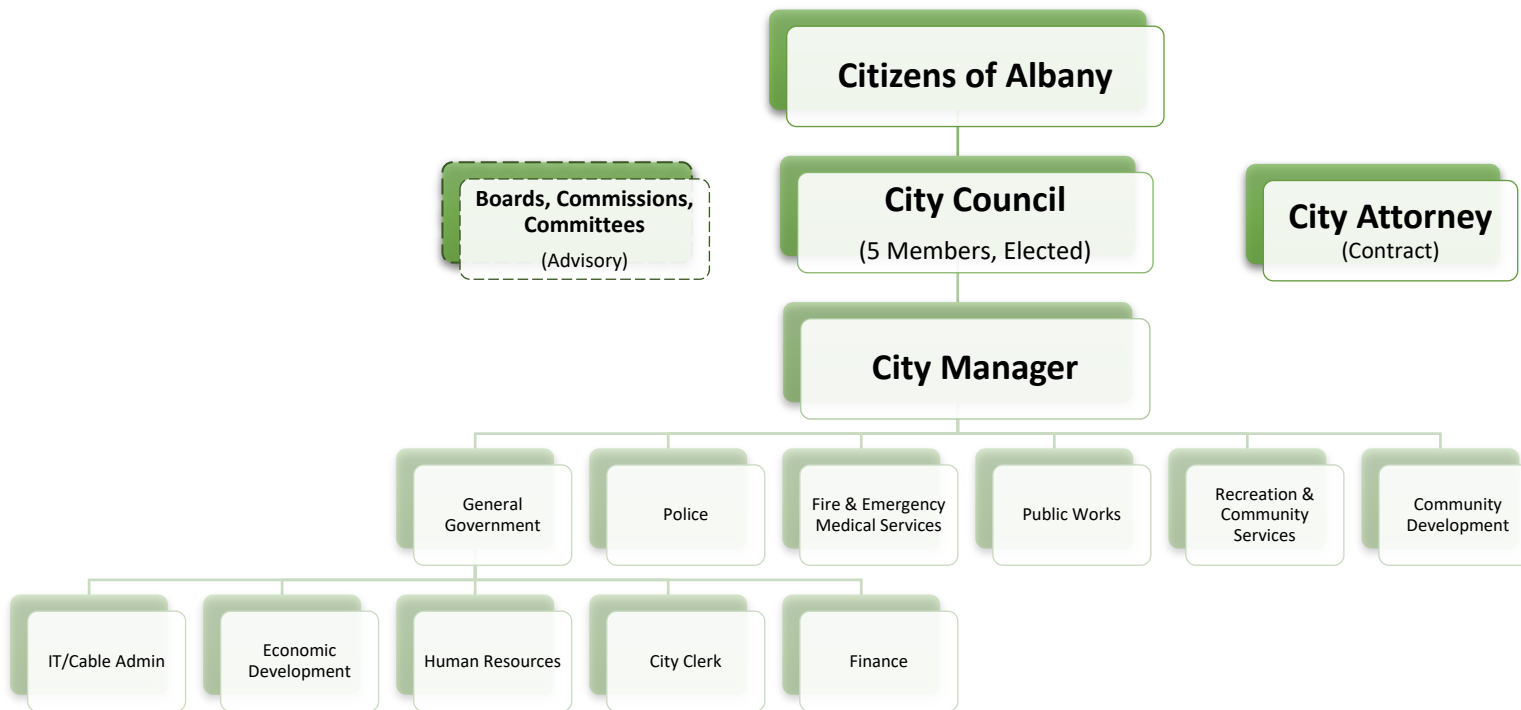 Citizens of Albany
Boards, Commissions,
Committees
(Advisory)
City Council
(5 Members, Elected)
City Attorney
(Contract)
City Manager
General
Government
Police
Fire & Emergency
Medical Services
Public Works
Recreation &
Community
Services
Community
Development
IT/Cable Admin
Economic
Development
Human Resources
City Clerk
Finance